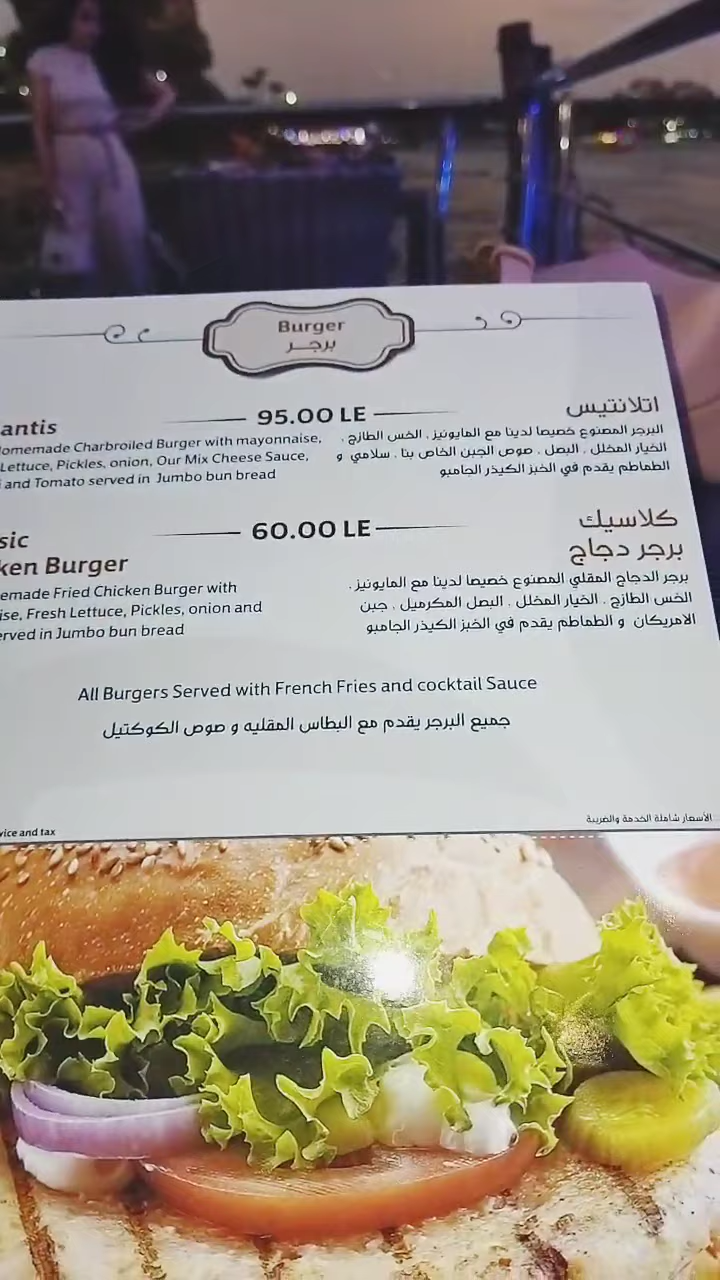 Burger
برجر
antis
95.00 LE
اتلانتيس
omemade Charbroiled Burger with mayonnaise,
Lettuce, Pickles, onion, Our Mix Cheese Sauce,
and Tomato served in Jumbo bun bread
البرجر المصنوع خصيصا لدينا مع المايونيز , الخس الطازج ,
الخيار المخلل , البصل , صوص الجبن الخاص بنا , سلامي و
الطماطم يقدم في الخبز الكيذر الجامبو
sic
ken Burger
60.00 LE
كلاسيك
برجر دجاج
emade Fried Chicken Burger with
ise, Fresh Lettuce, Pickles, onion and
erved in Jumbo bun bread
برجر الدجاج المقلي المصنوع خصيصا لدينا مع المايونيز ,
الخس الطازج , الخيار المخلل , البصل المكرميل , جبن
الامريكان و الطماطم يقدم في الخبز الكيذر الجامبو
All Burgers Served with French Fries and cocktail Sauce
جميع البرجر يقدم مع البطاس المقليه و صوص الكوكتيل
vice and tax
الأسعار شاملة الخدمة والضريبة